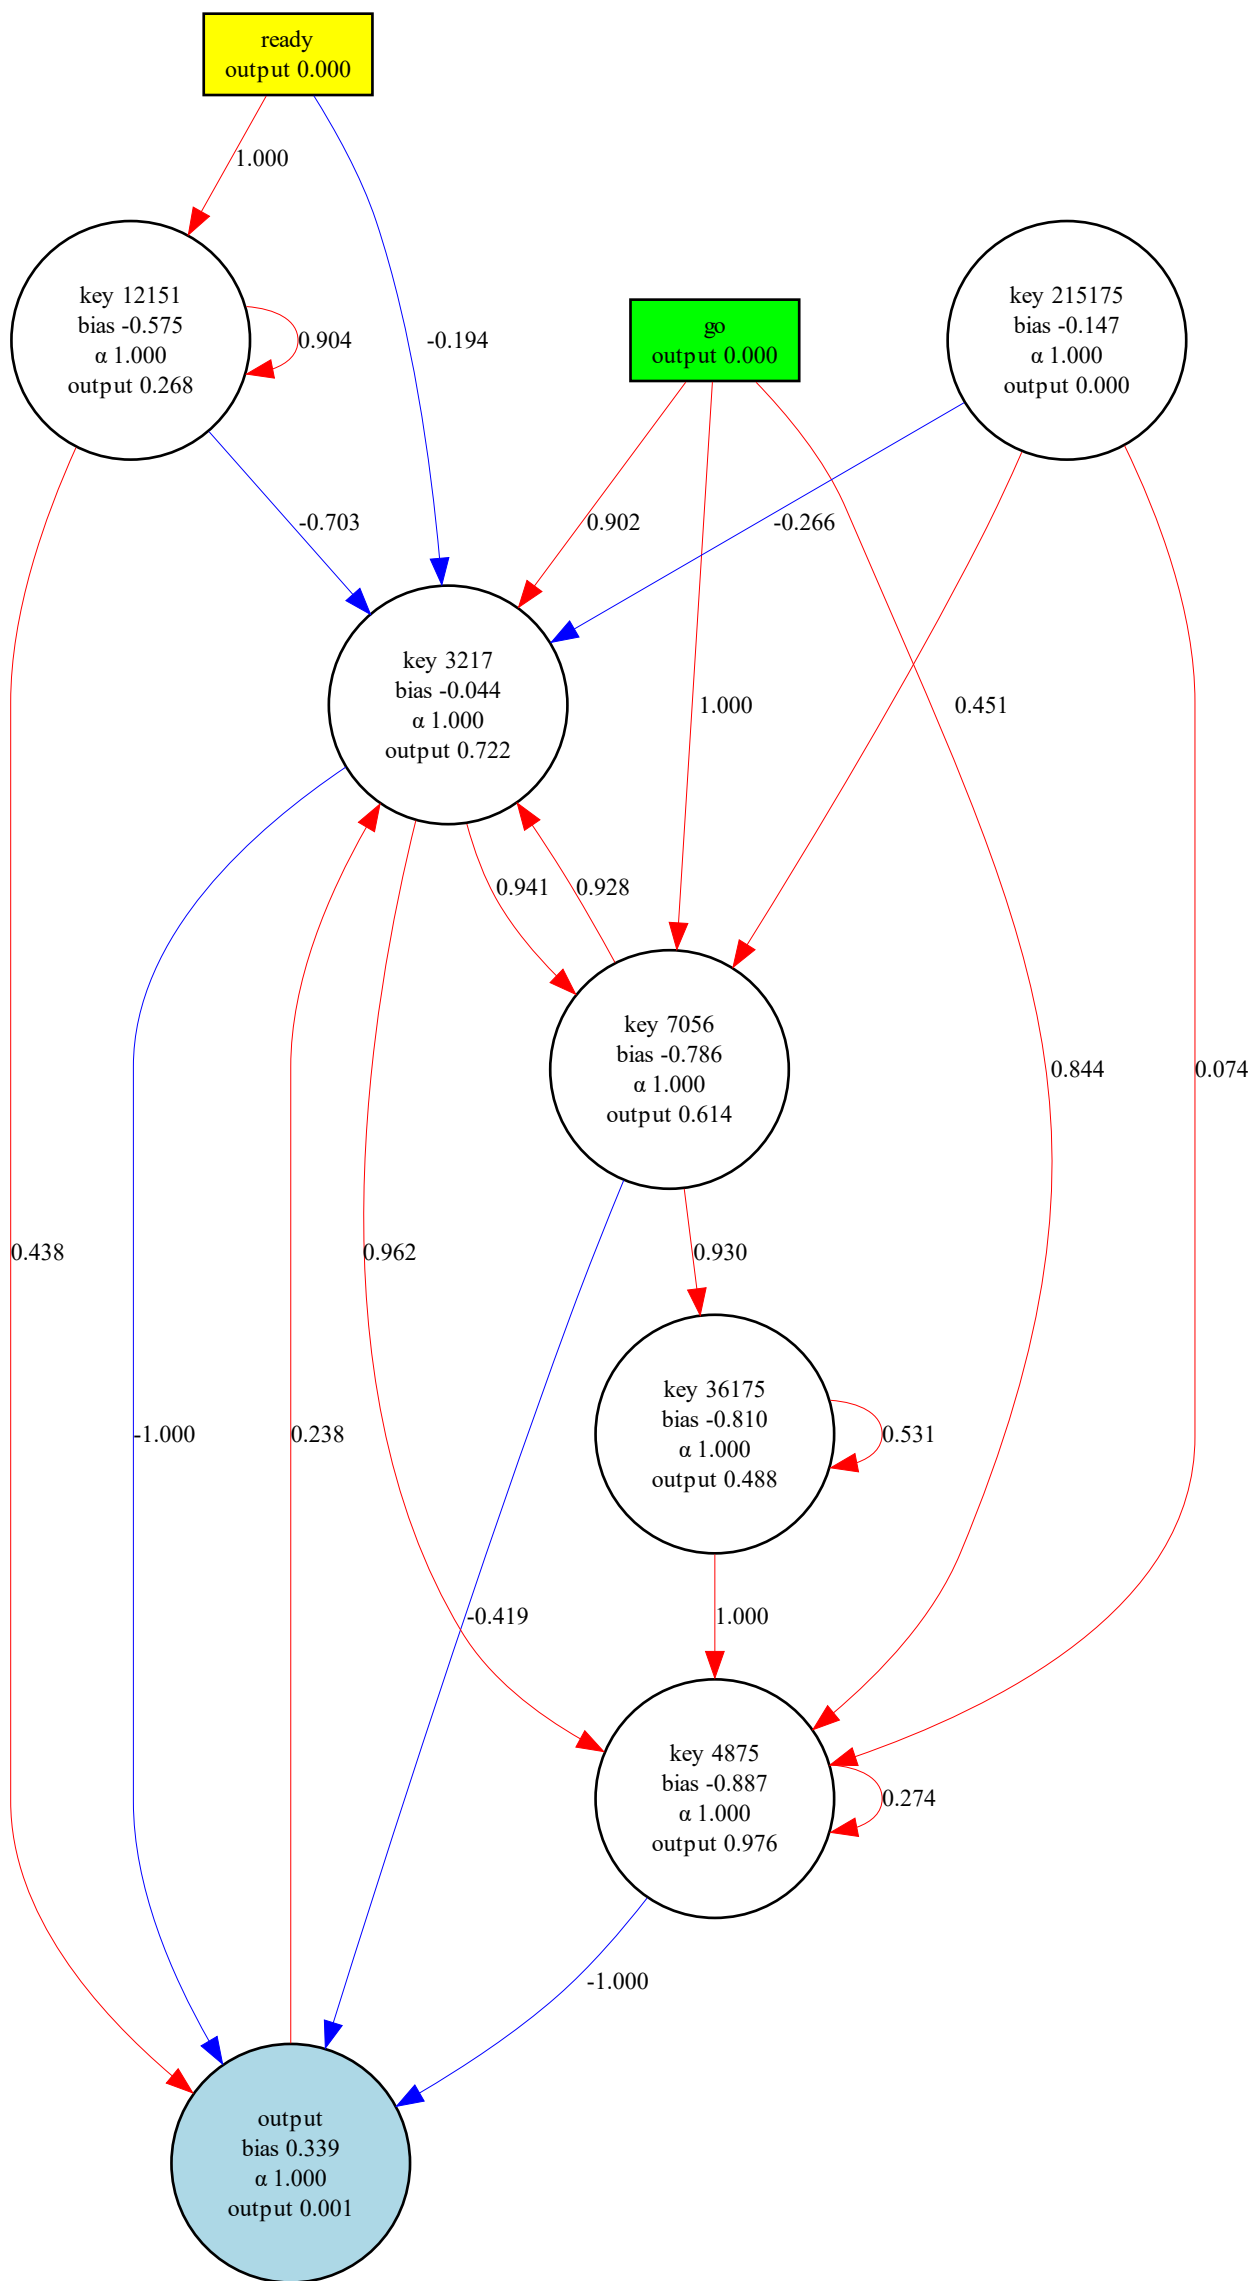 ready
output 0.000
1.000
key 12151
bias -0.575
α 1.000
output 0.268
0.904
-0.194
go
output 0.000
key 215175
bias -0.147
α 1.000
output 0.000
-0.703
0.902
-0.266
key 3217
bias -0.044
α 1.000
output 0.722
1.000
0.451
0.941
0.928
key 7056
bias -0.786
α 1.000
output 0.614
0.844
0.074
0.438
0.962
0.930
key 36175
bias -0.810
α 1.000
output 0.488
0.531
-1.000
0.238
-0.419
1.000
key 4875
bias -0.887
α 1.000
output 0.976
0.274
-1.000
output
bias 0.339
α 1.000
output 0.001